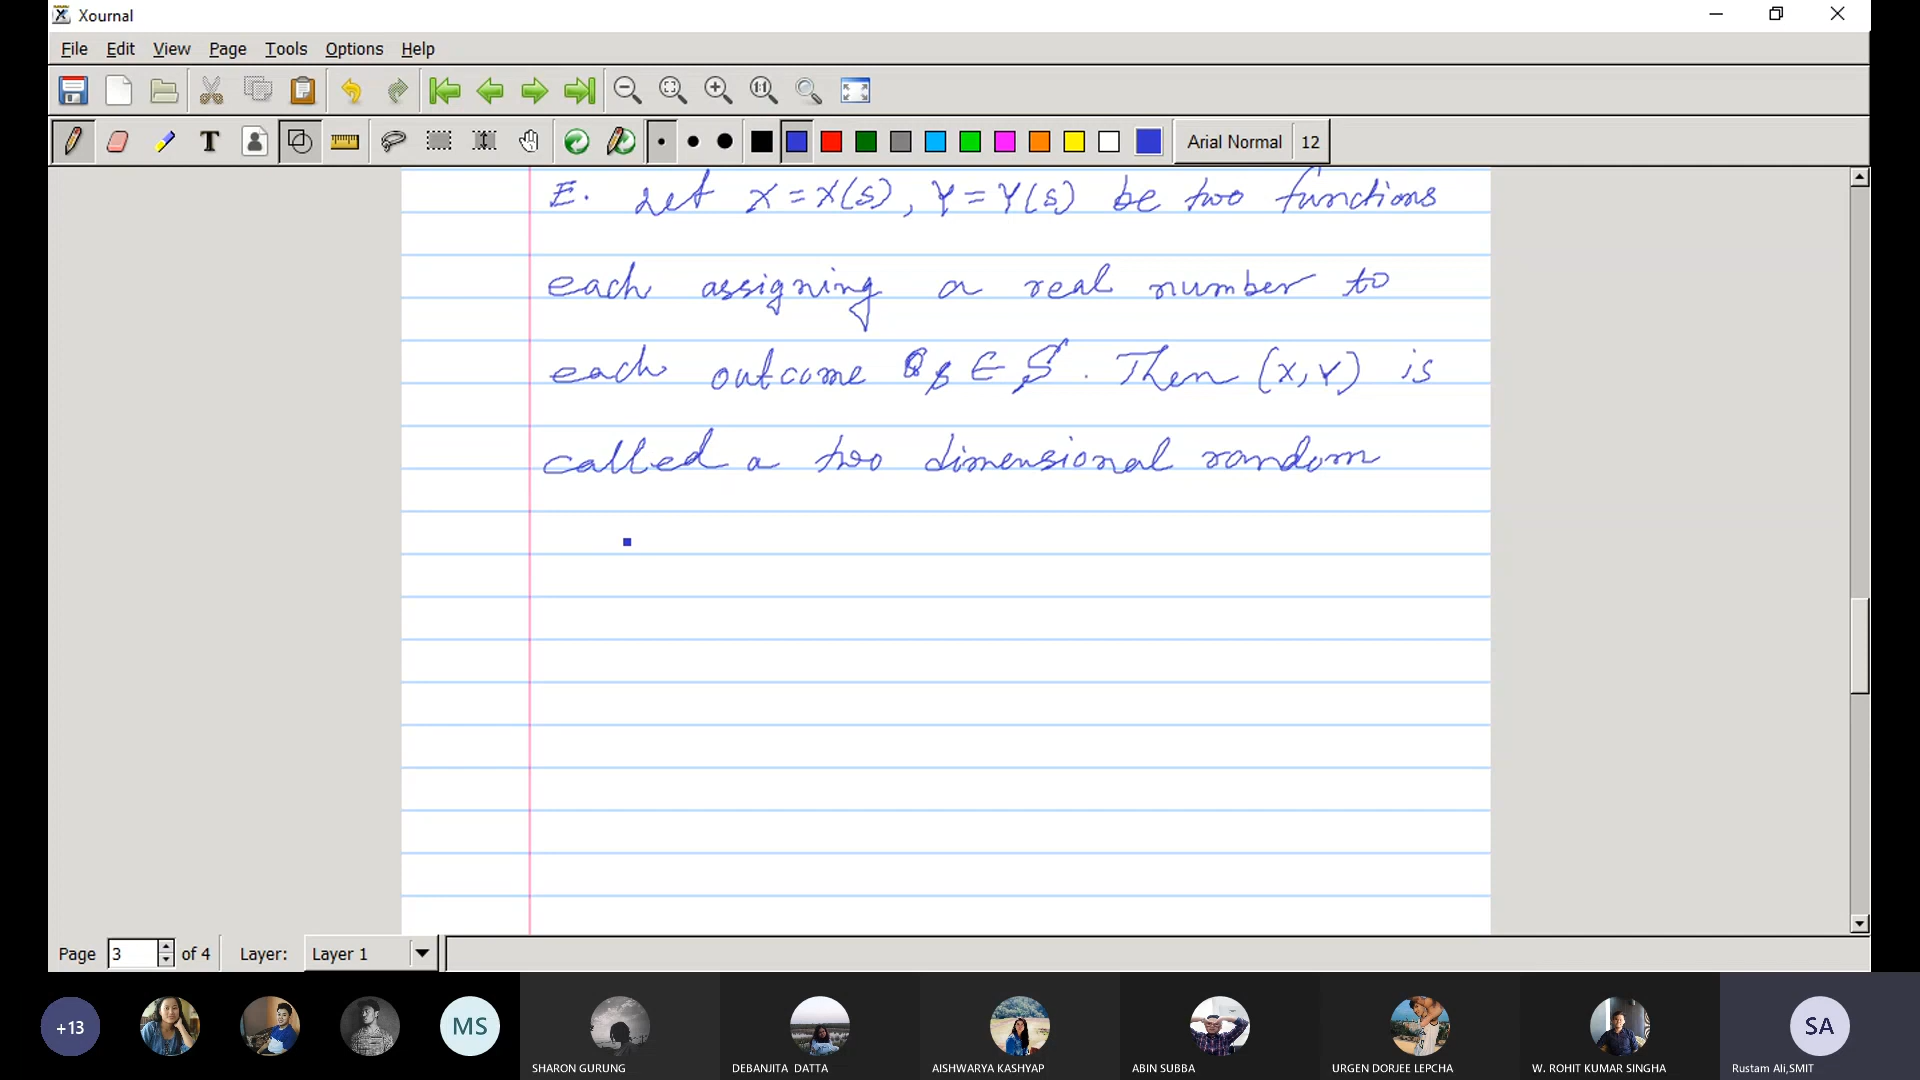 Xournal
File Edit View Page Tools Options Help
Arial Normal 12
E. Let X = X(s), Y = Y(s) be two functions
each assigning a real number to
each outcome s ∈ S. Then (X, Y) is
called a two dimensional random
Page 3 of 4 Layer: Layer 1
+13 MS SA
SHARON GURUNG DEBANJITA DATTA AISHWARYA KASHYAP ABIN SUBBA URGEN DORJEE LEPCHA W. ROHIT KUMAR SINGHA Rustam Ali,SMIT